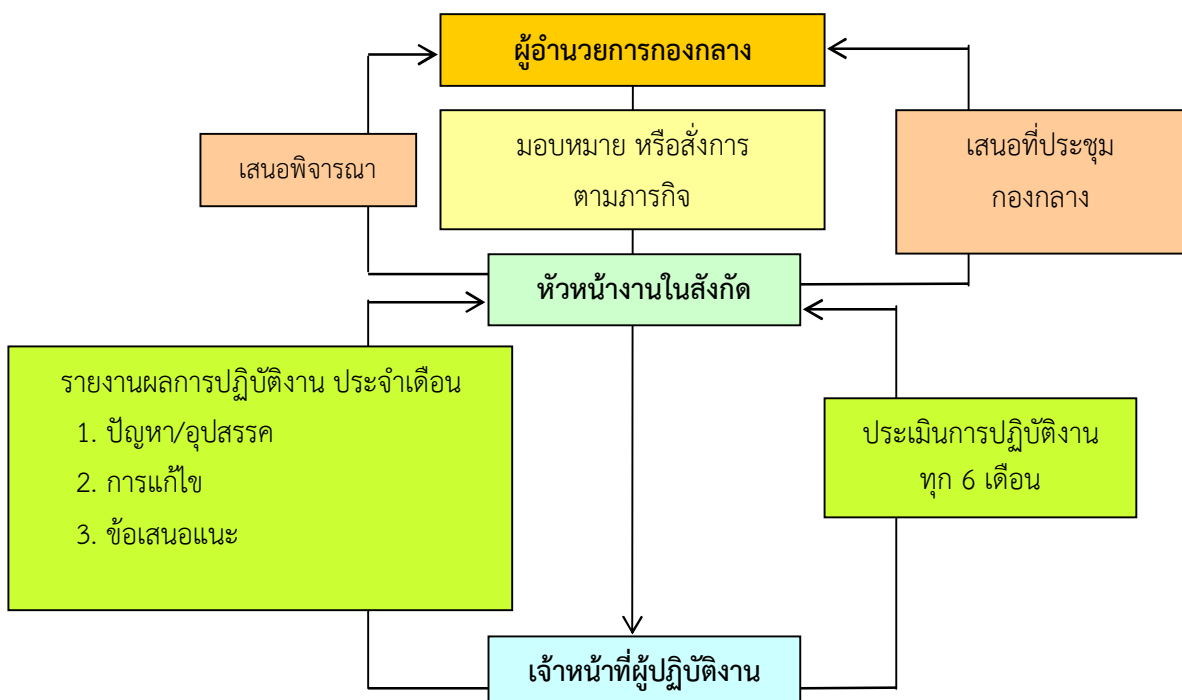 ผู้อำนวยการกองกลาง
มอบหมาย หรือสั่งการ
ตามภารกิจ
เสนอพิจารณา
เสนอที่ประชุม
กองกลาง
หัวหน้างานในสังกัด
รายงานผลการปฏิบัติงาน ประจำเดือน
1. ปัญหา/อุปสรรค
2. การแก้ไข
3. ข้อเสนอแนะ
ประเมินการปฏิบัติงาน
ทุก 6 เดือน
เจ้าหน้าที่ผู้ปฏิบัติงาน